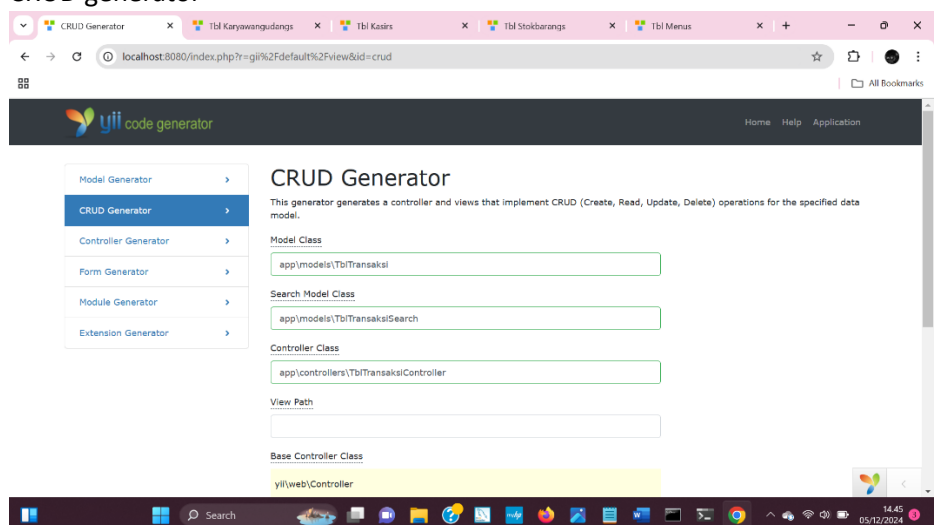 CRUD generator
CRUD Generator
Tbl Karyawangudangs
Tbl Kasirs
Tbl Stokbarangs
Tbl Menus
localhost:8080/index.php?r=gii%2Fdefault%2Fview&id=crud
All Bookmarks
yii code generator
Home Help Application
Model Generator
CRUD Generator
Controller Generator
Form Generator
Module Generator
Extension Generator
CRUD Generator
This generator generates a controller and views that implement CRUD (Create, Read, Update, Delete) operations for the specified data
model.
Model Class
app\models\TblTransaksi
Search Model Class
app\models\TblTransaksiSearch
Controller Class
app\controllers\TblTransaksiController
View Path
Base Controller Class
yii\web\Controller
Search
14.45
05/12/2024
3